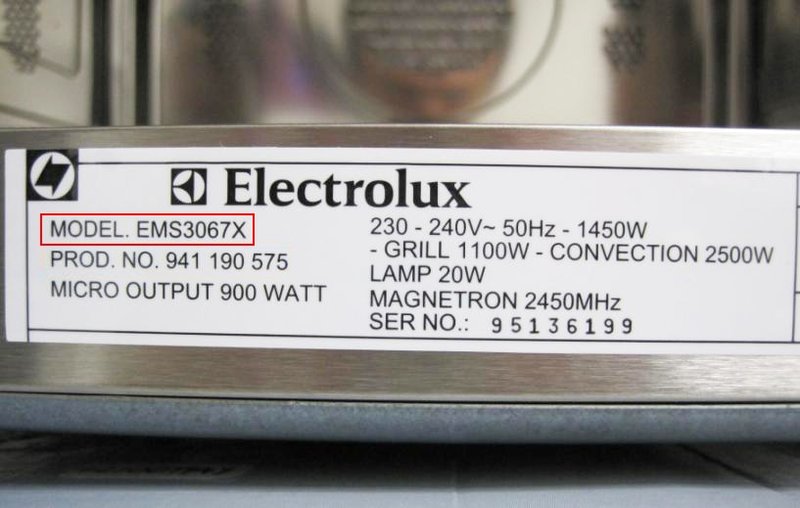 Electrolux
MODEL. EMS3067X
PROD. NO. 941 190 575
MICRO OUTPUT 900 WATT
230 - 240V~ 50Hz - 1450W
- GRILL 1100W - CONVECTION 2500W
LAMP 20W
MAGNETRON 2450MHz
SER NO.: 95136199